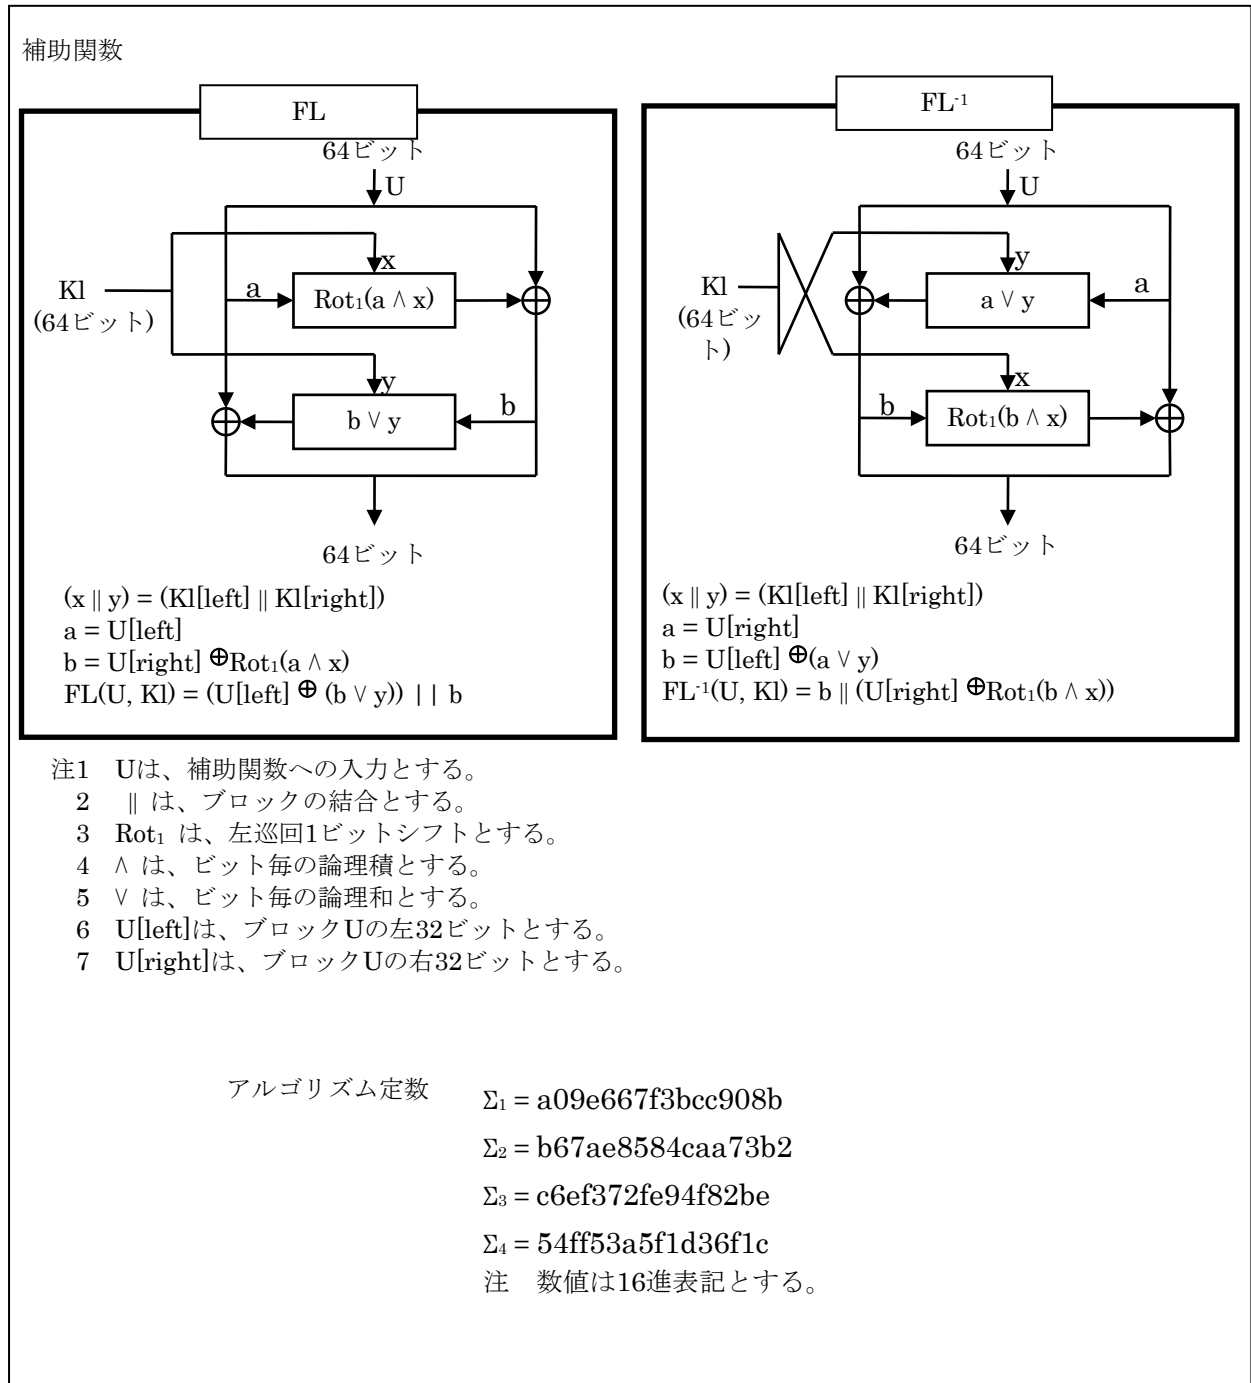 補助関数
FL
64ビット
U
x
a
Rot₁(a ∧ x)
Kl
(64ビット)
y
b ∨ y
b
64ビット
(x ∥ y) = (Kl[left] ∥ Kl[right])
a = U[left]
b = U[right] ⊕Rot₁(a ∧ x)
FL(U, Kl) = (U[left] ⊕ (b ∨ y)) || b
FL⁻¹
64ビット
U
y
a ∨ y
a
Kl
(64ビッ
ト)
x
b
Rot₁(b ∧ x)
64ビット
(x ∥ y) = (Kl[left] ∥ Kl[right])
a = U[right]
b = U[left] ⊕(a ∨ y)
FL⁻¹(U, Kl) = b ∥ (U[right] ⊕Rot₁(b ∧ x))
注1 Uは、補助関数への入力とする。
2 ∥ は、ブロックの結合とする。
3 Rot₁ は、左巡回1ビットシフトとする。
4 ∧ は、ビット毎の論理積とする。
5 ∨ は、ビット毎の論理和とする。
6 U[left]は、ブロックUの左32ビットとする。
7 U[right]は、ブロックUの右32ビットとする。
アルゴリズム定数
Σ₁ = a09e667f3bcc908b
Σ₂ = b67ae8584caa73b2
Σ₃ = c6ef372fe94f82be
Σ₄ = 54ff53a5f1d36f1c
注 数値は16進表記とする。